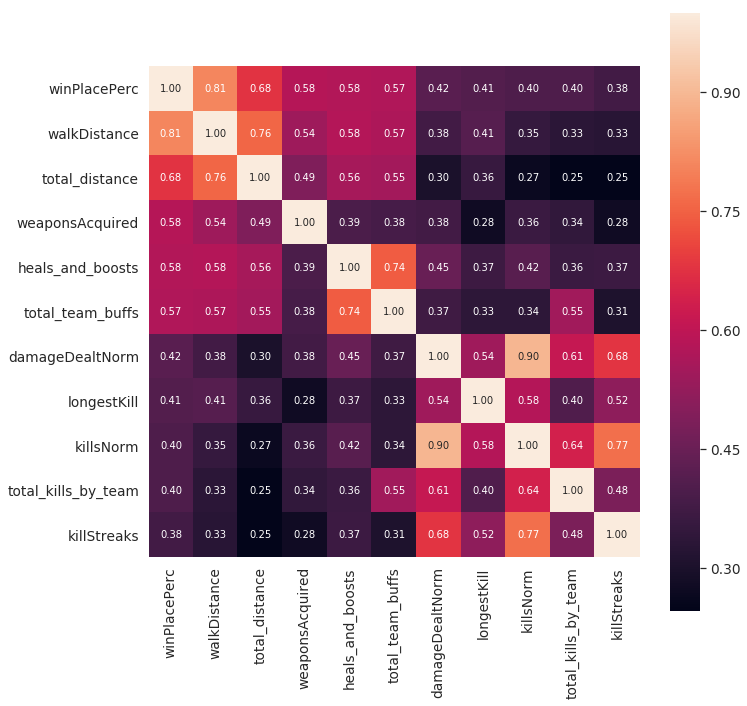 winPlacePerc 1.00 0.81 0.68 0.58 0.58 0.57 0.42 0.41 0.40 0.40 0.38
walkDistance 0.81 1.00 0.76 0.54 0.58 0.57 0.38 0.41 0.35 0.33 0.33
total_distance 0.68 0.76 1.00 0.49 0.56 0.55 0.30 0.36 0.27 0.25 0.25
weaponsAcquired 0.58 0.54 0.49 1.00 0.39 0.38 0.38 0.28 0.36 0.34 0.28
heals_and_boosts 0.58 0.58 0.56 0.39 1.00 0.74 0.45 0.37 0.42 0.36 0.37
total_team_buffs 0.57 0.57 0.55 0.38 0.74 1.00 0.37 0.33 0.34 0.55 0.31
damageDealtNorm 0.42 0.38 0.30 0.38 0.45 0.37 1.00 0.54 0.90 0.61 0.68
longestKill 0.41 0.41 0.36 0.28 0.37 0.33 0.54 1.00 0.58 0.40 0.52
killsNorm 0.40 0.35 0.27 0.36 0.42 0.34 0.90 0.58 1.00 0.64 0.77
total_kills_by_team 0.40 0.33 0.25 0.34 0.36 0.55 0.61 0.40 0.64 1.00 0.48
killStreaks 0.38 0.33 0.25 0.28 0.37 0.31 0.68 0.52 0.77 0.48 1.00
winPlacePerc
walkDistance
total_distance
weaponsAcquired
heals_and_boosts
total_team_buffs
damageDealtNorm
longestKill
killsNorm
total_kills_by_team
killStreaks
0.90
0.75
0.60
0.45
0.30